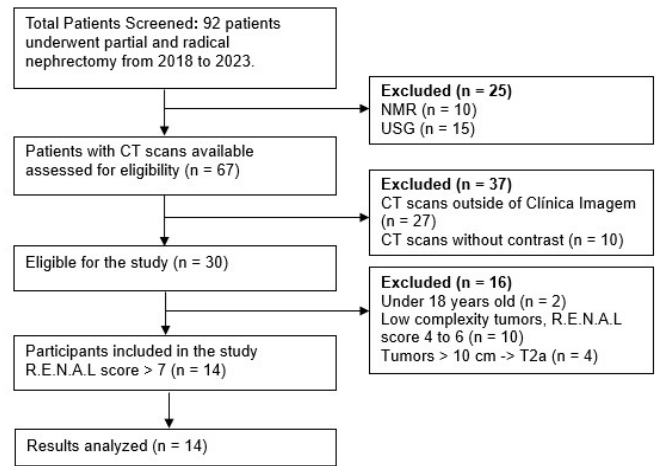 Total Patients Screened: 92 patients
underwent partial and radical
nephrectomy from 2018 to 2023.
Excluded (n = 25)
NMR (n = 10)
USG (n = 15)
Patients with CT scans available
assessed for eligibility (n = 67)
Excluded (n = 37)
CT scans outside of Clínica Imagem
(n = 27)
CT scans without contrast (n = 10)
Eligible for the study (n = 30)
Excluded (n = 16)
Under 18 years old (n = 2)
Low complexity tumors, R.E.N.A.L
score 4 to 6 (n = 10)
Tumors > 10 cm -> T2a (n = 4)
Participants included in the study
R.E.N.A.L score > 7 (n = 14)
Results analyzed (n = 14)